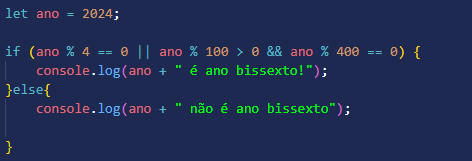 let ano = 2024;
if (ano % 4 == 0 || ano % 100 > 0 && ano % 400 == 0) {
    console.log(ano + " é ano bissexto!");
}else{
    console.log(ano + " não é ano bissexto");
}